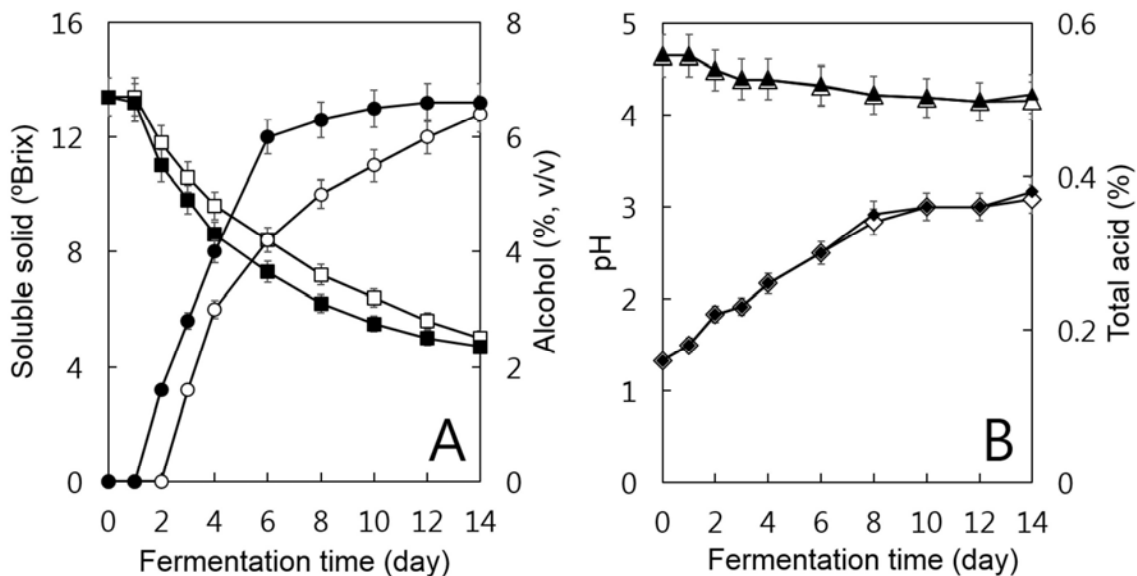 Soluble solid (ºBrix)
16
12
8
4
0
8
6
4
2
0
Alcohol (%, v/v)
A
0 2 4 6 8 10 12 14
Fermentation time (day)
pH
5
4
3
2
1
0
0.6
0.4
0.2
0
Total acid (%)
B
0 2 4 6 8 10 12 14
Fermentation time (day)